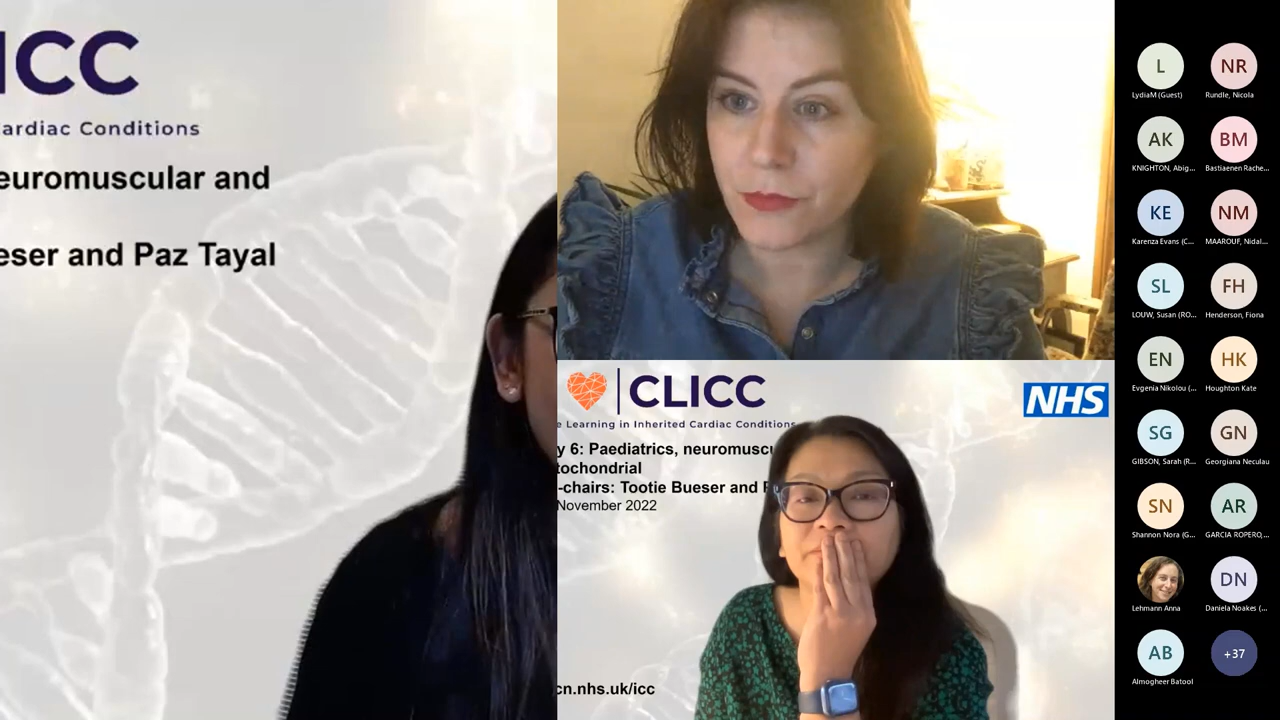 ICC
ardiac Conditions
euromuscular and
eser and Paz Tayal
CLICC
e Learning in Inherited Cardiac Conditions
NHS
y 6: Paediatrics, neuromuscu
tochondrial
-chairs: Tootie Bueser and
November 2022
cn.nhs.uk/icc
L
LydiaM (Guest)
NR
Rundle, Nicola
AK
KNIGHTON, Abig...
BM
Bastiaenen Rache...
KE
Karenza Evans (C...
NM
MAAROUF, Nidal...
SL
LOUW, Susan (RO...
FH
Henderson, Fiona
EN
Evgenia Nikolou (...
HK
Houghton Kate
SG
GIBSON, Sarah (R...
GN
Georgiana Neculau
SN
Shannon Nora (G...
AR
GARCIA ROPERO,...
Lehmann Anna
DN
Daniela Noakes (...
AB
Almogheer Batool
+37